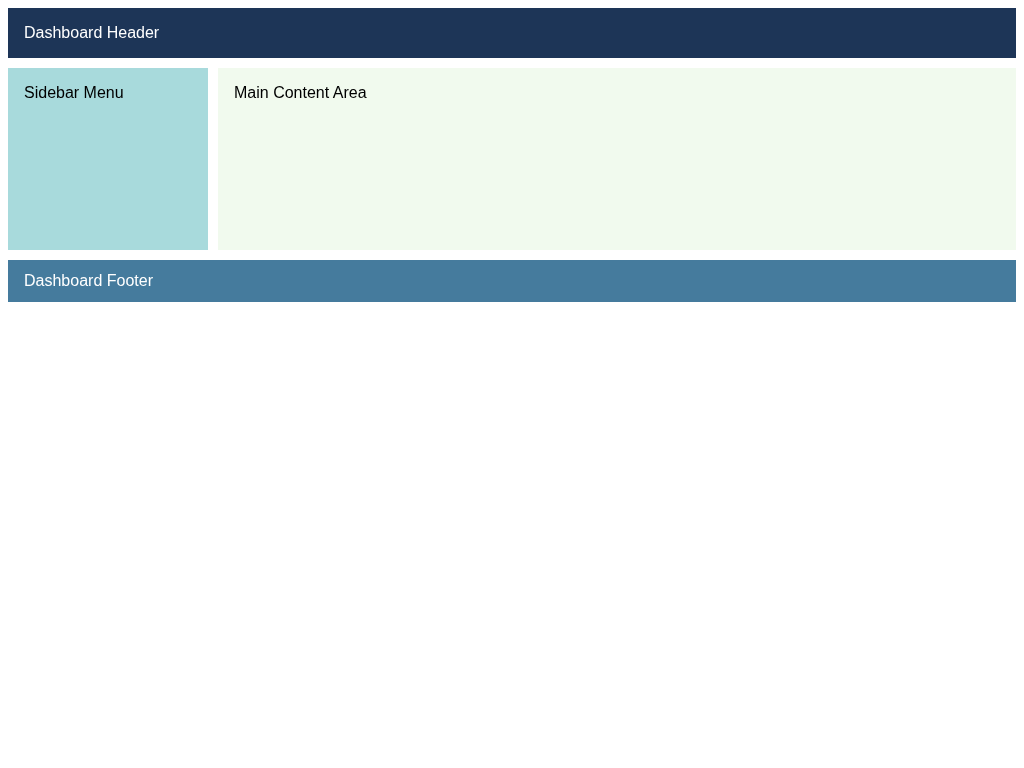 Dashboard Header
Sidebar Menu
Main Content Area
Dashboard Footer